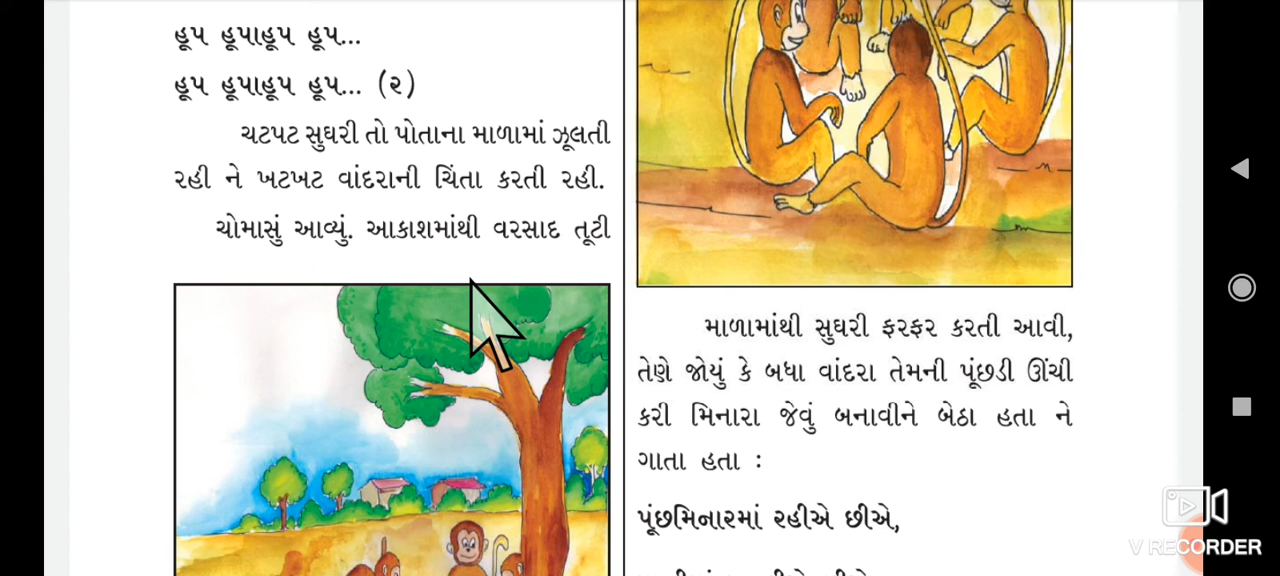 હૂપ હૂપાહૂપ હૂપ...
હૂપ હૂપાહૂપ હૂપ... (૨)
ચટપટ સુઘરી તો પોતાના માળામાં ઝૂલતી
રહી ને ખટખટ વાંદરાની ચિંતા કરતી રહી.
ચોમાસું આવ્યું. આકાશમાંથી વરસાદ તૂટી
માળામાંથી સુઘરી ફરફર કરતી આવી,
તેણે જોયું કે બધા વાંદરા તેમની પૂંછડી ઊંચી
કરી મિનારા જેવું બનાવીને બેઠા હતા ને
ગાતા હતા :
પૂંછમિનારમાં રહીએ છીએ,
V RECORDER